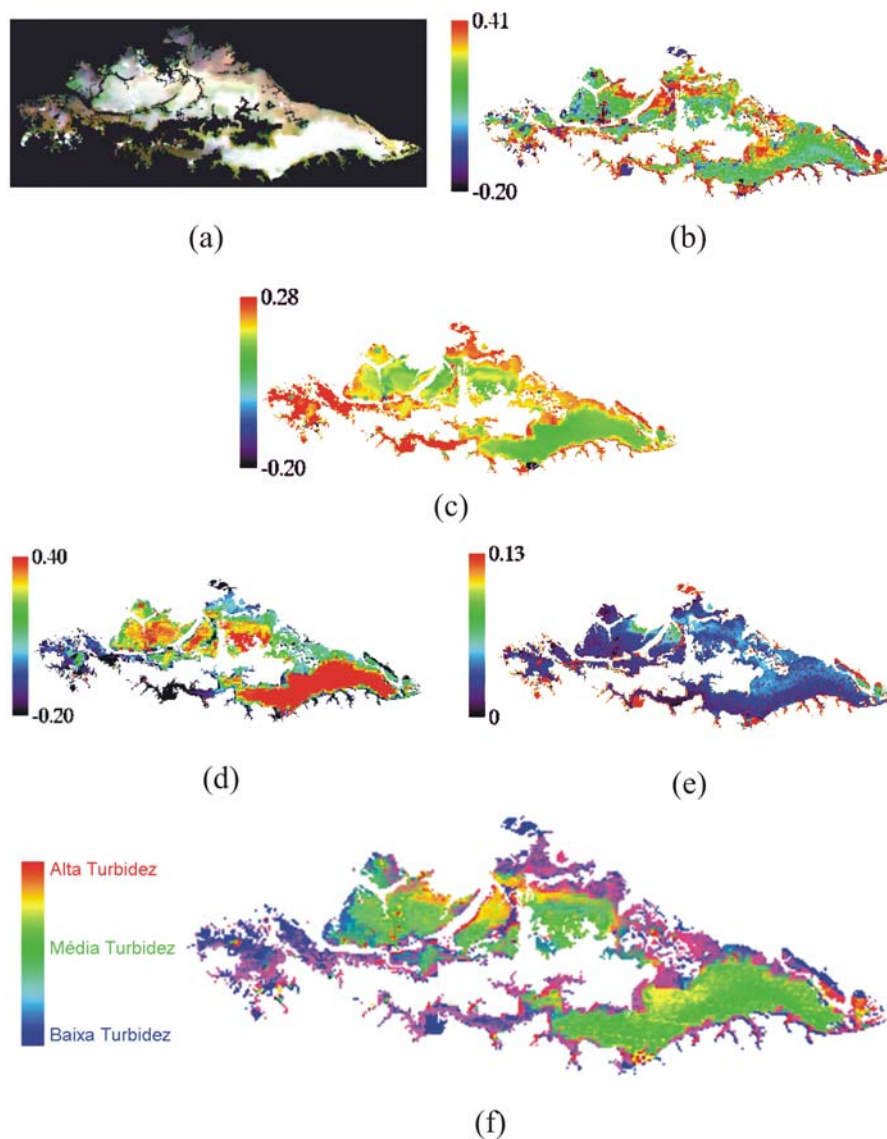 0.41
-0.20
(a)
(b)
0.28
-0.20
(c)
0.40
-0.20
0.13
0
(d)
(e)
Alta Turbidez
Média Turbidez
Baixa Turbidez
(f)